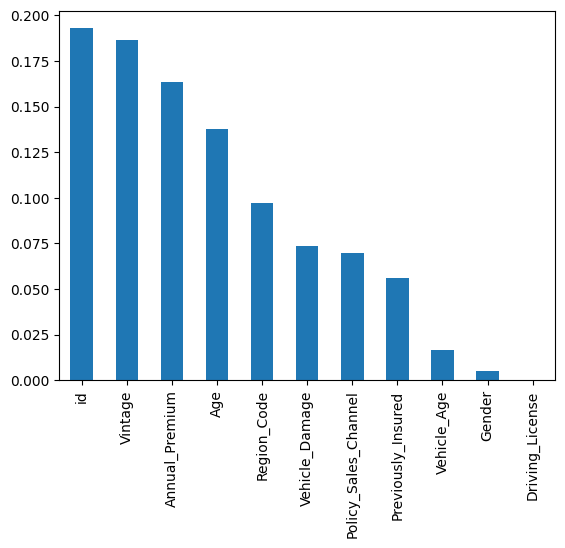 0.200
0.175
0.150
0.125
0.100
0.075
0.050
0.025
0.000
id
Vintage
Annual_Premium
Age
Region_Code
Vehicle_Damage
Policy_Sales_Channel
Previously_Insured
Vehicle_Age
Gender
Driving_License